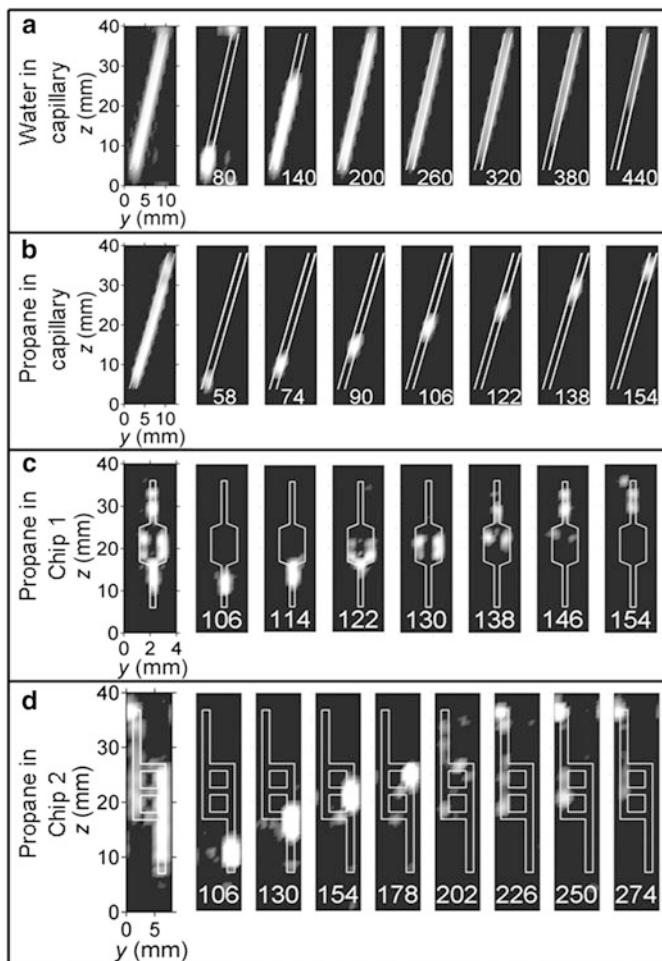 a
Water in
capillary
z (mm)
40
30
20
10
0
0 5 10
y (mm)
80 140 200 260 320 380 440
b
Propane in
capillary
z (mm)
40
30
20
10
0
0 5 10
y (mm)
58 74 90 106 122 138 154
c
Propane in
Chip 1
z (mm)
40
30
20
10
0
0 2 4
y (mm)
106 114 122 130 138 146 154
d
Propane in
Chip 2
z (mm)
40
30
20
10
0
0 5
y (mm)
106 130 154 178 202 226 250 274